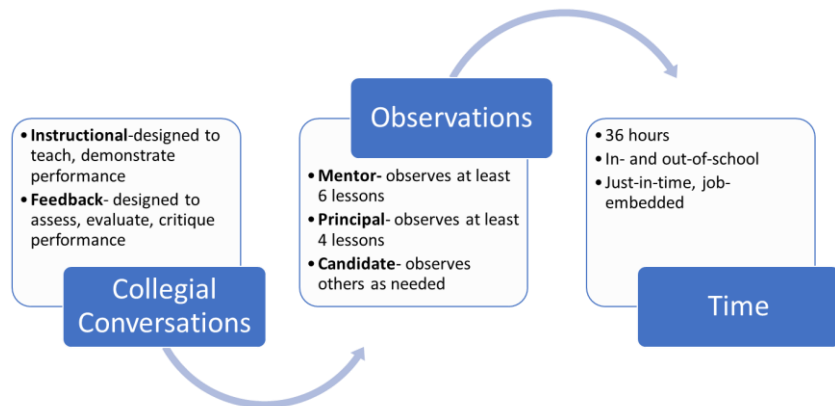 • Instructional-designed to
teach, demonstrate
performance
• Feedback- designed to
assess, evaluate, critique
performance
Collegial
Conversations
Observations
• Mentor- observes at least
6 lessons
• Principal- observes at least
4 lessons
• Candidate- observes
others as needed
• 36 hours
• In- and out-of-school
• Just-in-time, job-
embedded
Time